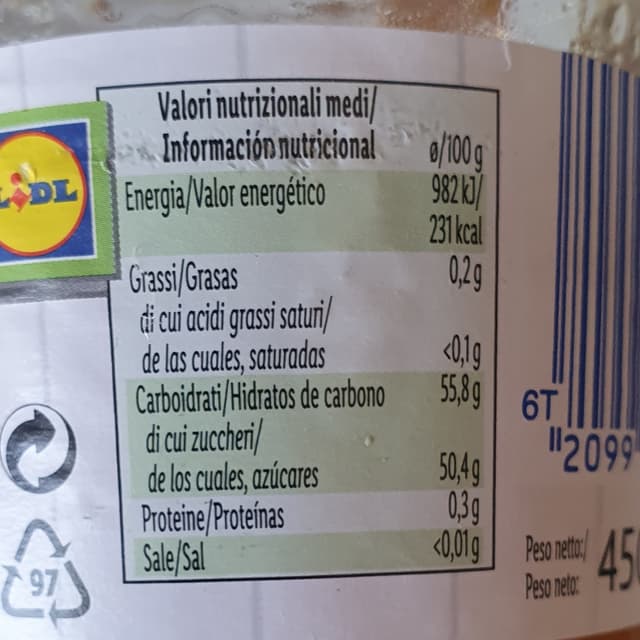 LIDL
Valori nutrizionali medi/
Información nutricional ø/100 g
Energia/Valor energético 982 kJ/
231 kcal
Grassi/Grasas 0,2 g
di cui acidi grassi saturi/
de las cuales, saturadas <0,1 g
Carboidrati/Hidratos de carbono 55,8 g
di cui zuccheri/
de los cuales, azúcares 50,4 g
Proteine/Proteínas 0,3 g
Sale/Sal <0,01 g
97
6T
2099
Peso netto:/
Peso neto: